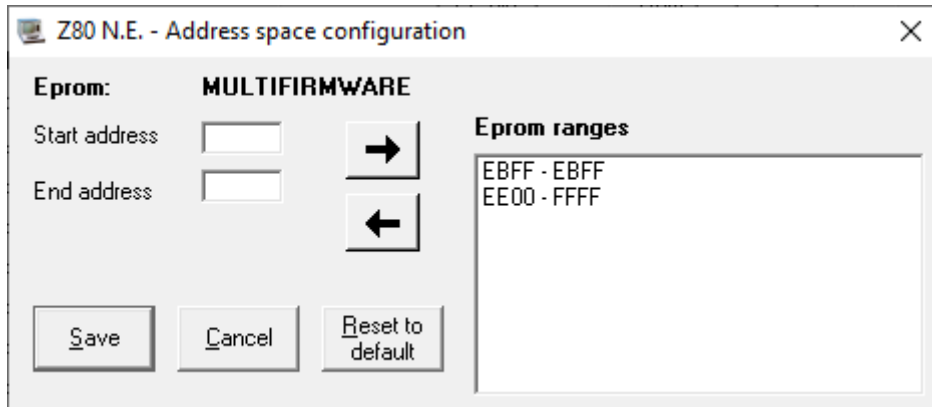 Z80 N.E. - Address space configuration
Eprom: MULTIFIRMWARE
Start address
End address
Eprom ranges
EBFF - EBFF
EE00 - FFFF
Save
Cancel
Reset to
default